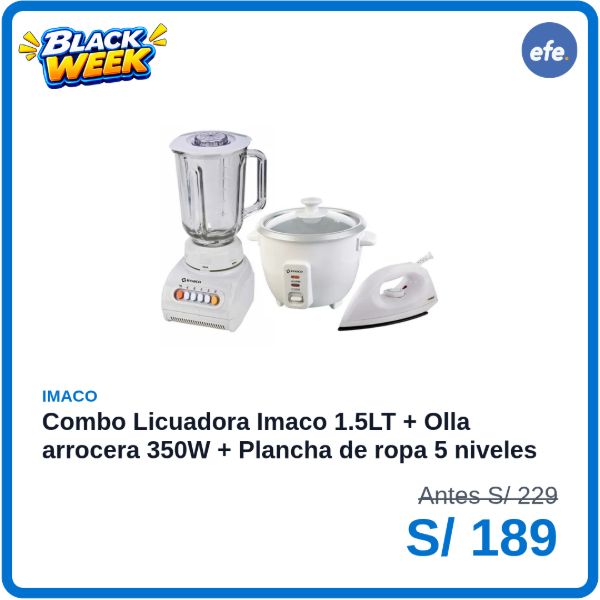 BLACK
WEEK
efe.
IMACO
IMACO
Combo Licuadora Imaco 1.5LT + Olla
arrocera 350W + Plancha de ropa 5 niveles
Antes S/ 229
S/ 189